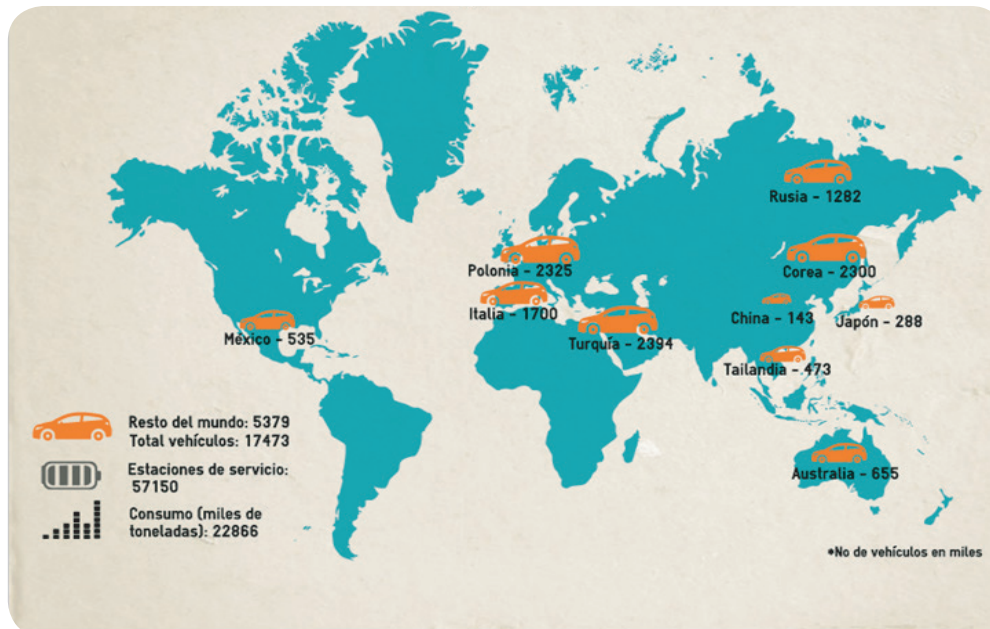 Rusia - 1282
Polonia - 2325
Corea - 2300
Italia - 1700
China - 143
Japón - 288
México - 535
Turquía - 2394
Tailandia - 473
Resto del mundo: 5379
Total vehículos: 17473
Estaciones de servicio:
57150
Consumo (miles de
toneladas): 22866
Australia - 655
*No de vehículos en miles